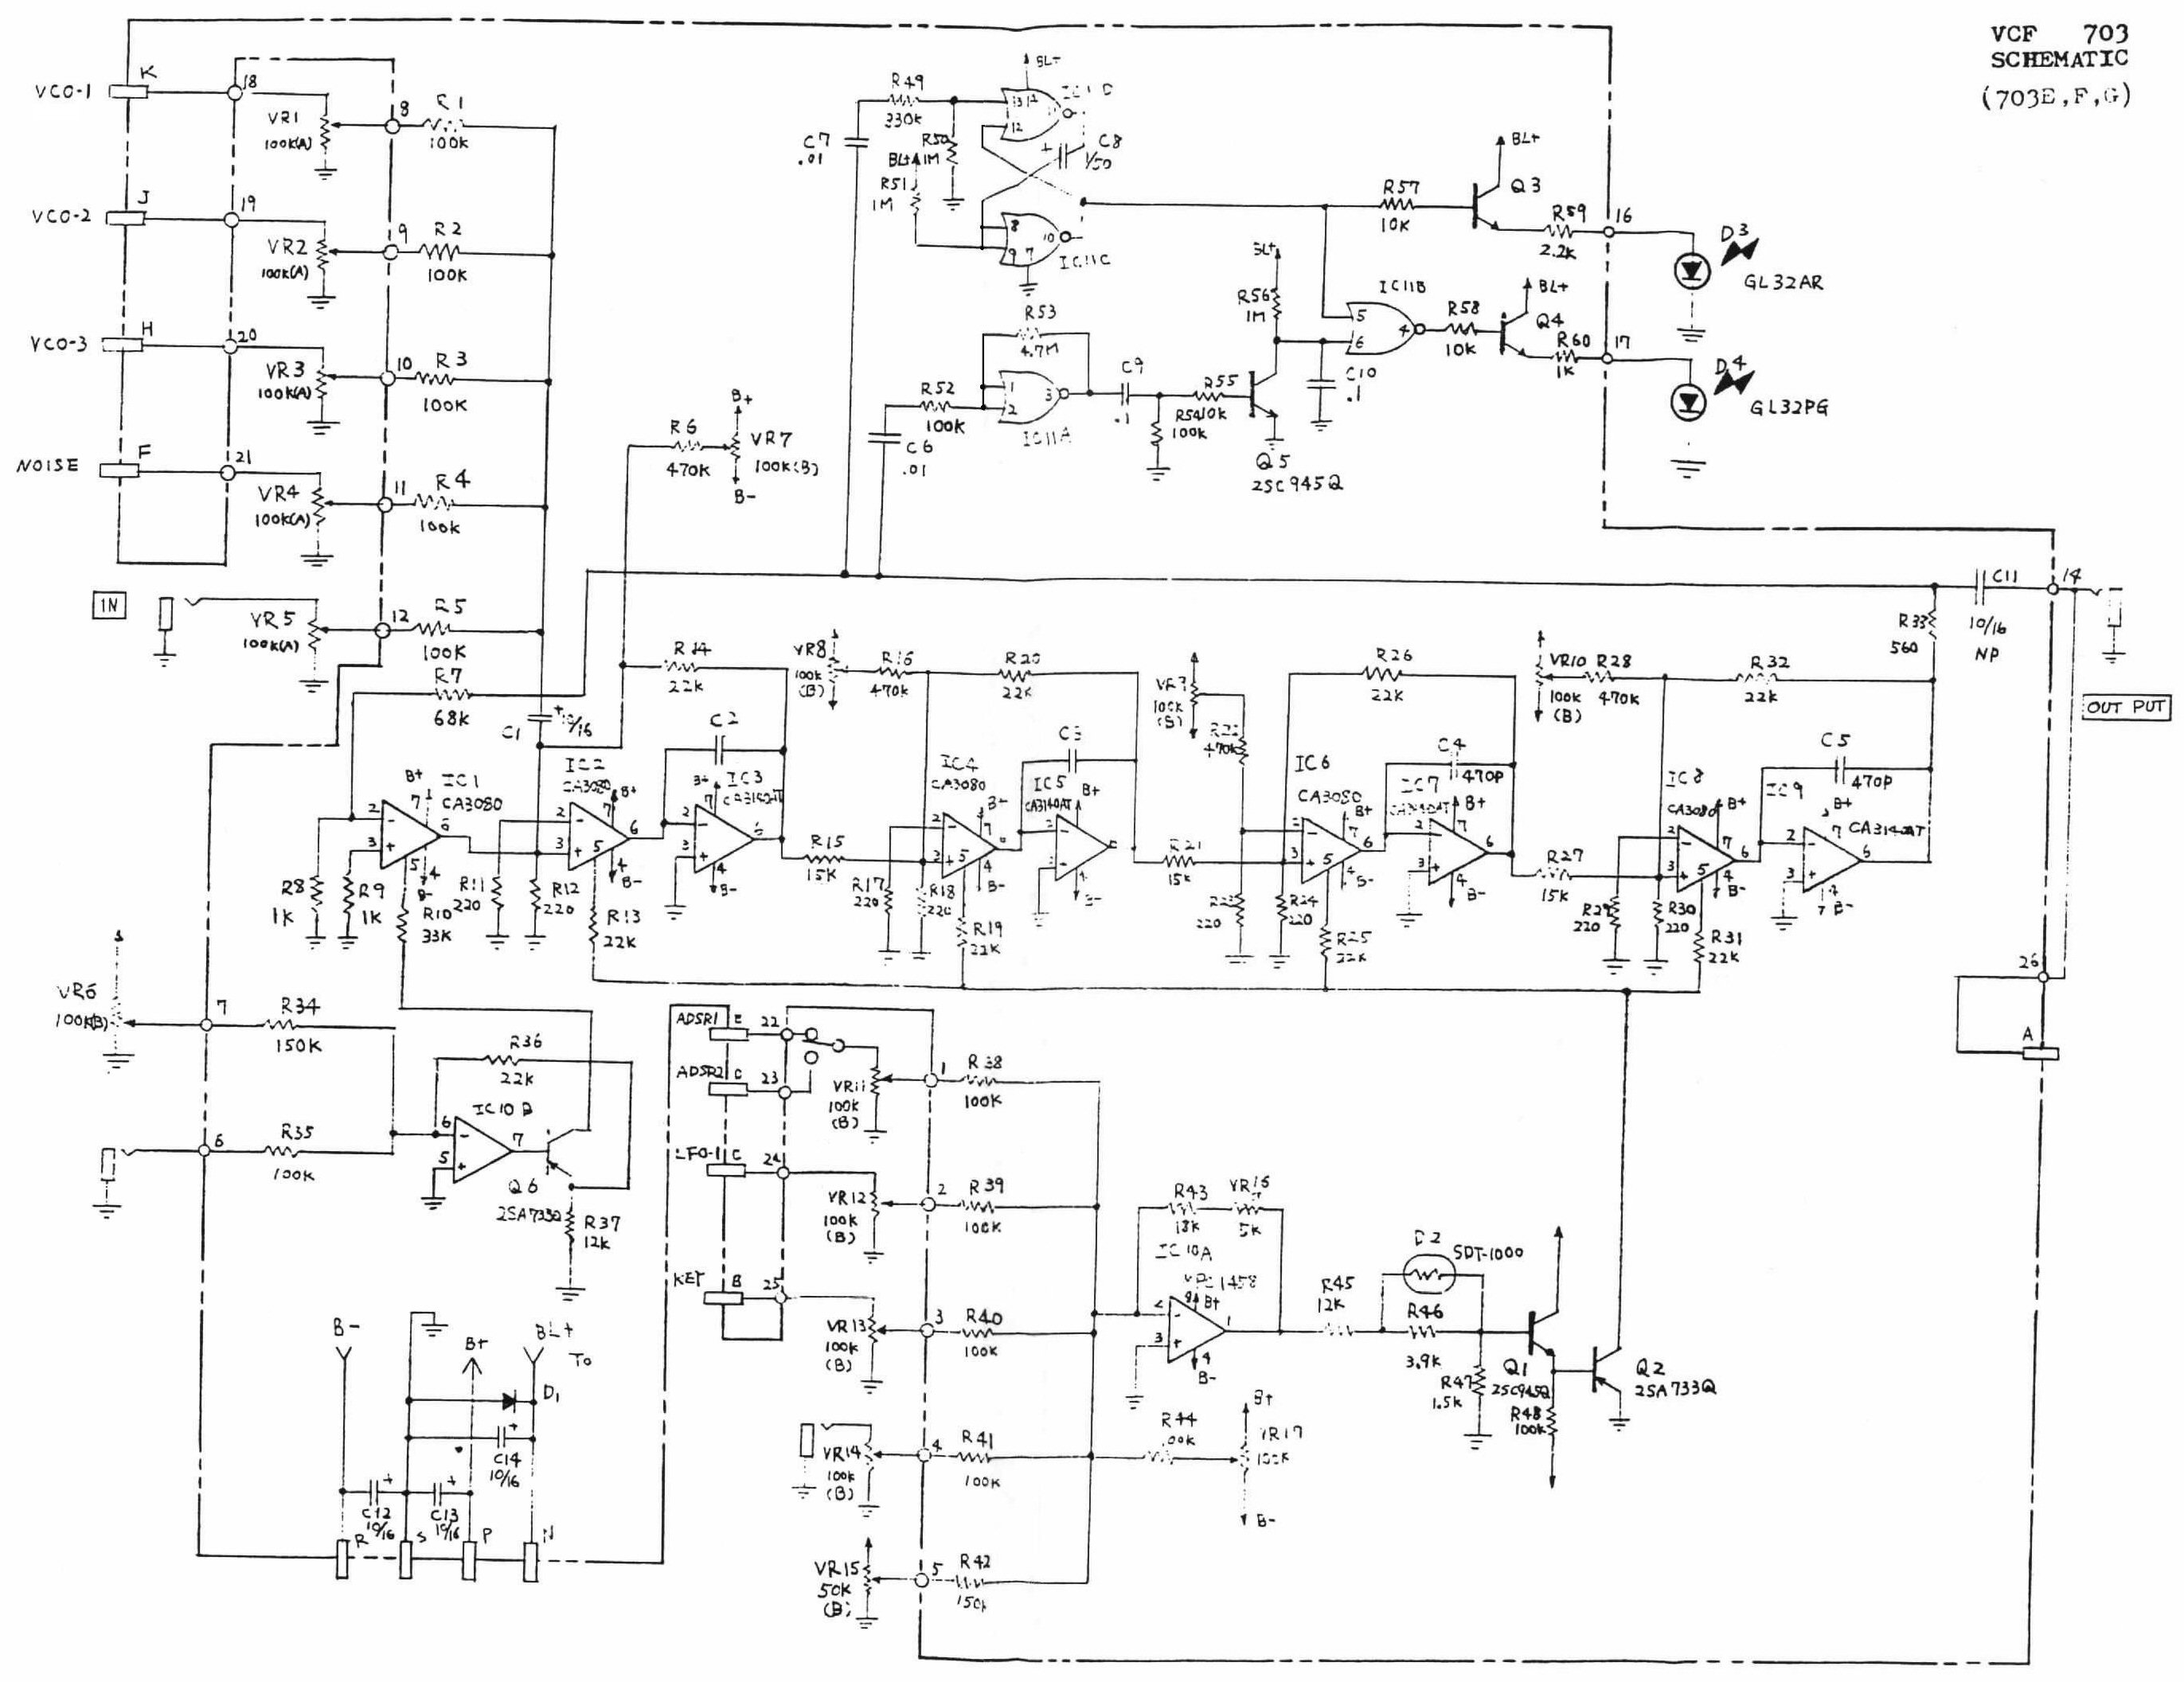 VCF 703
SCHEMATIC
(703E,F,G)
VCO-1
K
18
VR1
100K(A)
8
R1
100K
VCO-2
J
19
VR2
100K(A)
9
R2
100K
VCO-3
H
20
VR3
100K(A)
10
R3
100K
NOISE
F
21
VR4
100K(A)
11
R4
100K
IN
VR5
100K(A)
12
R5
100K
R7
68K
C1
+10/16
R6
470K
B+
VR7
100K(B)
B-
C7
.01
R49
330K
R50
1M
BL+
R51
1M
BL+
13 14
12
C8
1/50
8
9 7
10
IC11C
R53
4.7M
C6
.01
R52
100K
1
2
3
IC11A
C9
.1
R54
100K
R55
10K
Q5
2SC945Q
BL+
R56
1M
C10
.1
5
6
4
IC11B
R57
10K
BL+
Q3
R59
2.2K
16
D3
GL32AR
R58
10K
BL+
Q4
R60
1K
17
D4
GL32PG
C11
10/16
NP
14
R33
560
OUT PUT
26
A
R8
1K
R9
1K
2
3
B+
7
IC1
CA3080
6
5
4
B-
R10
33K
R11
220
R12
220
IC2
CA3080
B+
2
3
7
6
5
4
B-
R13
22K
R14
22K
C2
B+
IC3
CA3140AT
2
3
7
6
4
B-
R15
15K
VR8
100K
(B)
R16
470K
R17
220
R18
220
IC4
CA3080
B+
2
3
7
5
4
B-
R19
22K
R20
22K
IC5
CA3140AT
B+
B-
R21
15K
100K
(B)
470K
220
R24
220
IC6
CA3080
B+
2
3
7
6
5
4
B-
R25
22K
R26
22K
C4
470P
IC7
B+
2
3
7
6
4
B-
R27
15K
VR10
100K
(B)
R28
470K
220
R30
220
IC8
CA3080
B+
2
3
7
6
5
4
B-
R31
22K
R32
22K
C5
470P
IC9
B+
CA3140AT
2
3
7
6
B-
VR6
100K(B)
7
R34
150K
6
R35
100K
R36
22K
6
5
7
Q6
2SA733Q
R37
12K
B-
B+
BL+
To
D1
C14
10/16
C12
10/16
C13
10/16
R
S
P
N
ADSR1
E
22
ADSR2
23
VR11
100K
(B)
1
R38
100K
LFO-1
C
24
VR12
100K
(B)
2
R39
100K
KEY
B
25
VR13
100K
(B)
3
R40
100K
VR14
100K
(B)
4
R41
100K
VR15
50K
(B)
5
R42
150K
R43
18K
VR16
5K
IC10A
8
B+
2
3
1
4
B-
R44
B+
B-
R45
12K
D2
SDT-1000
R46
3.9K
R47
1.5K
Q1
2SC945Q
R48
100K
Q2
2SA733Q